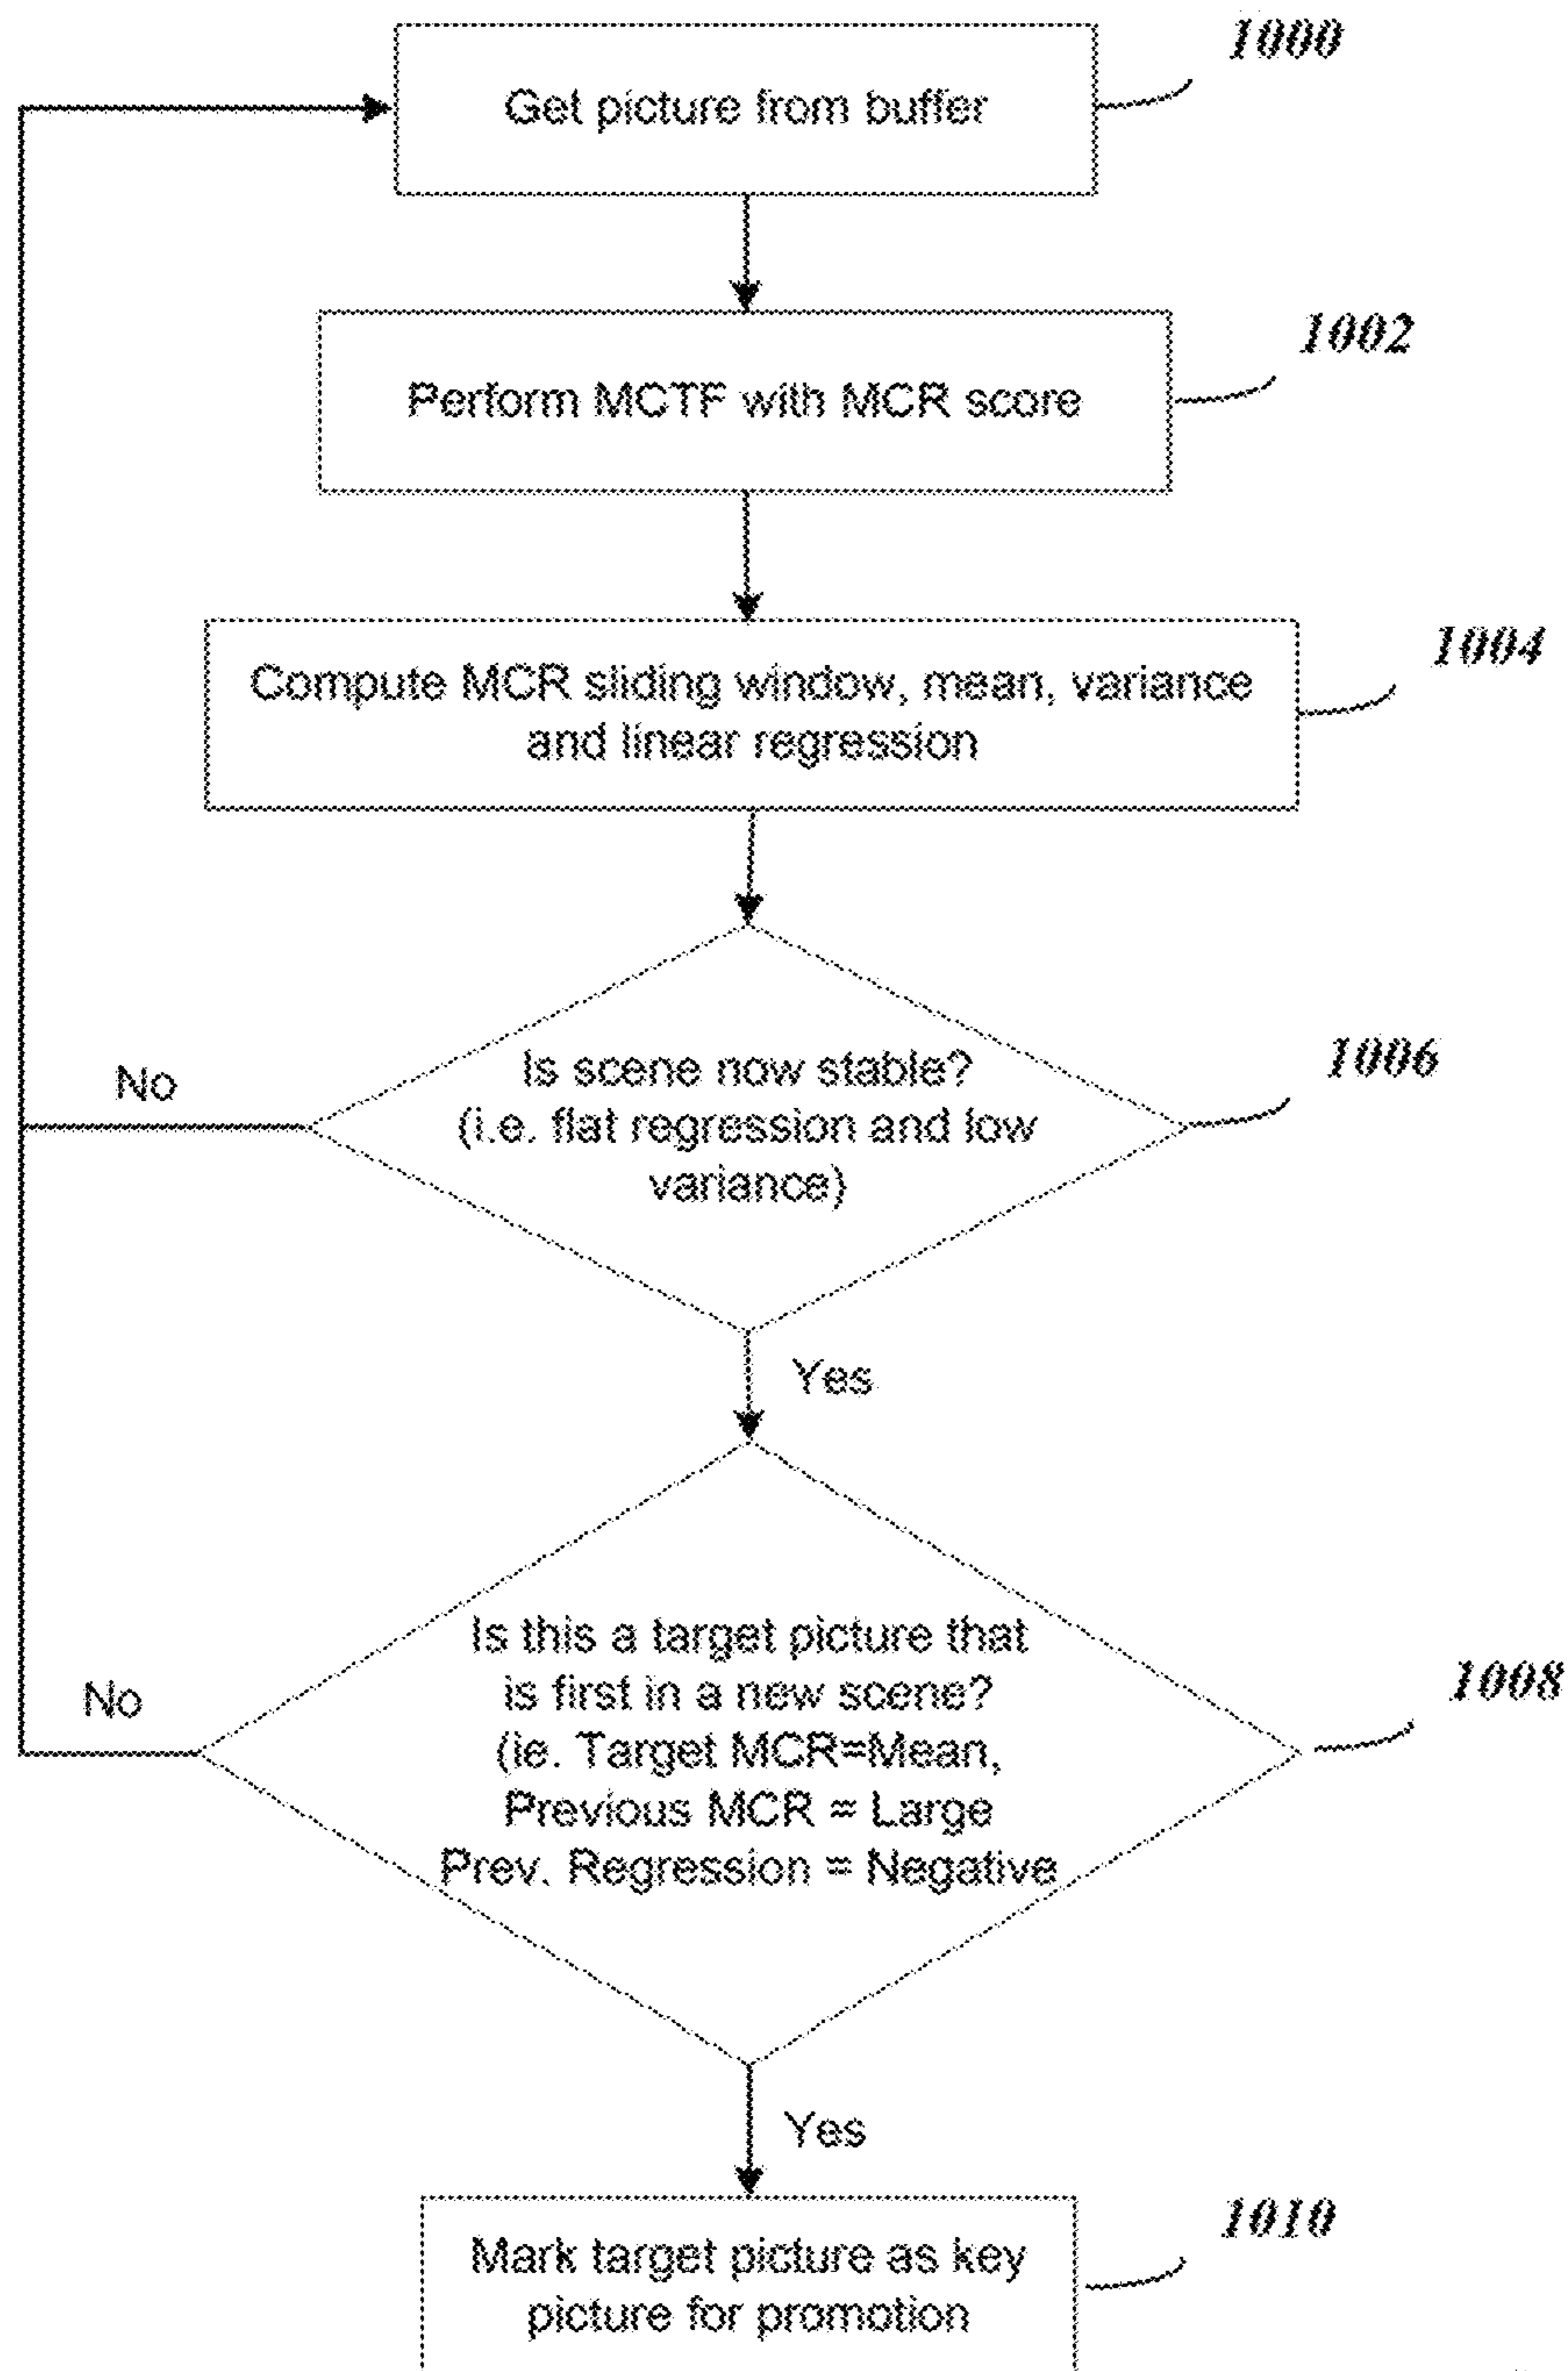 1000
Get picture from buffer
1002
Perform MCTF with MCR score
1004
Compute MCR sliding window, mean, variance
and linear regression
1006
Is scene now stable?
(i.e. flat regression and low
variance)
No
Yes
1008
Is this a target picture that
is first in a new scene?
(ie. Target MCR=Mean,
Previous MCR = Large
Prev. Regression = Negative
No
Yes
1010
Mark target picture as key
picture for promotion